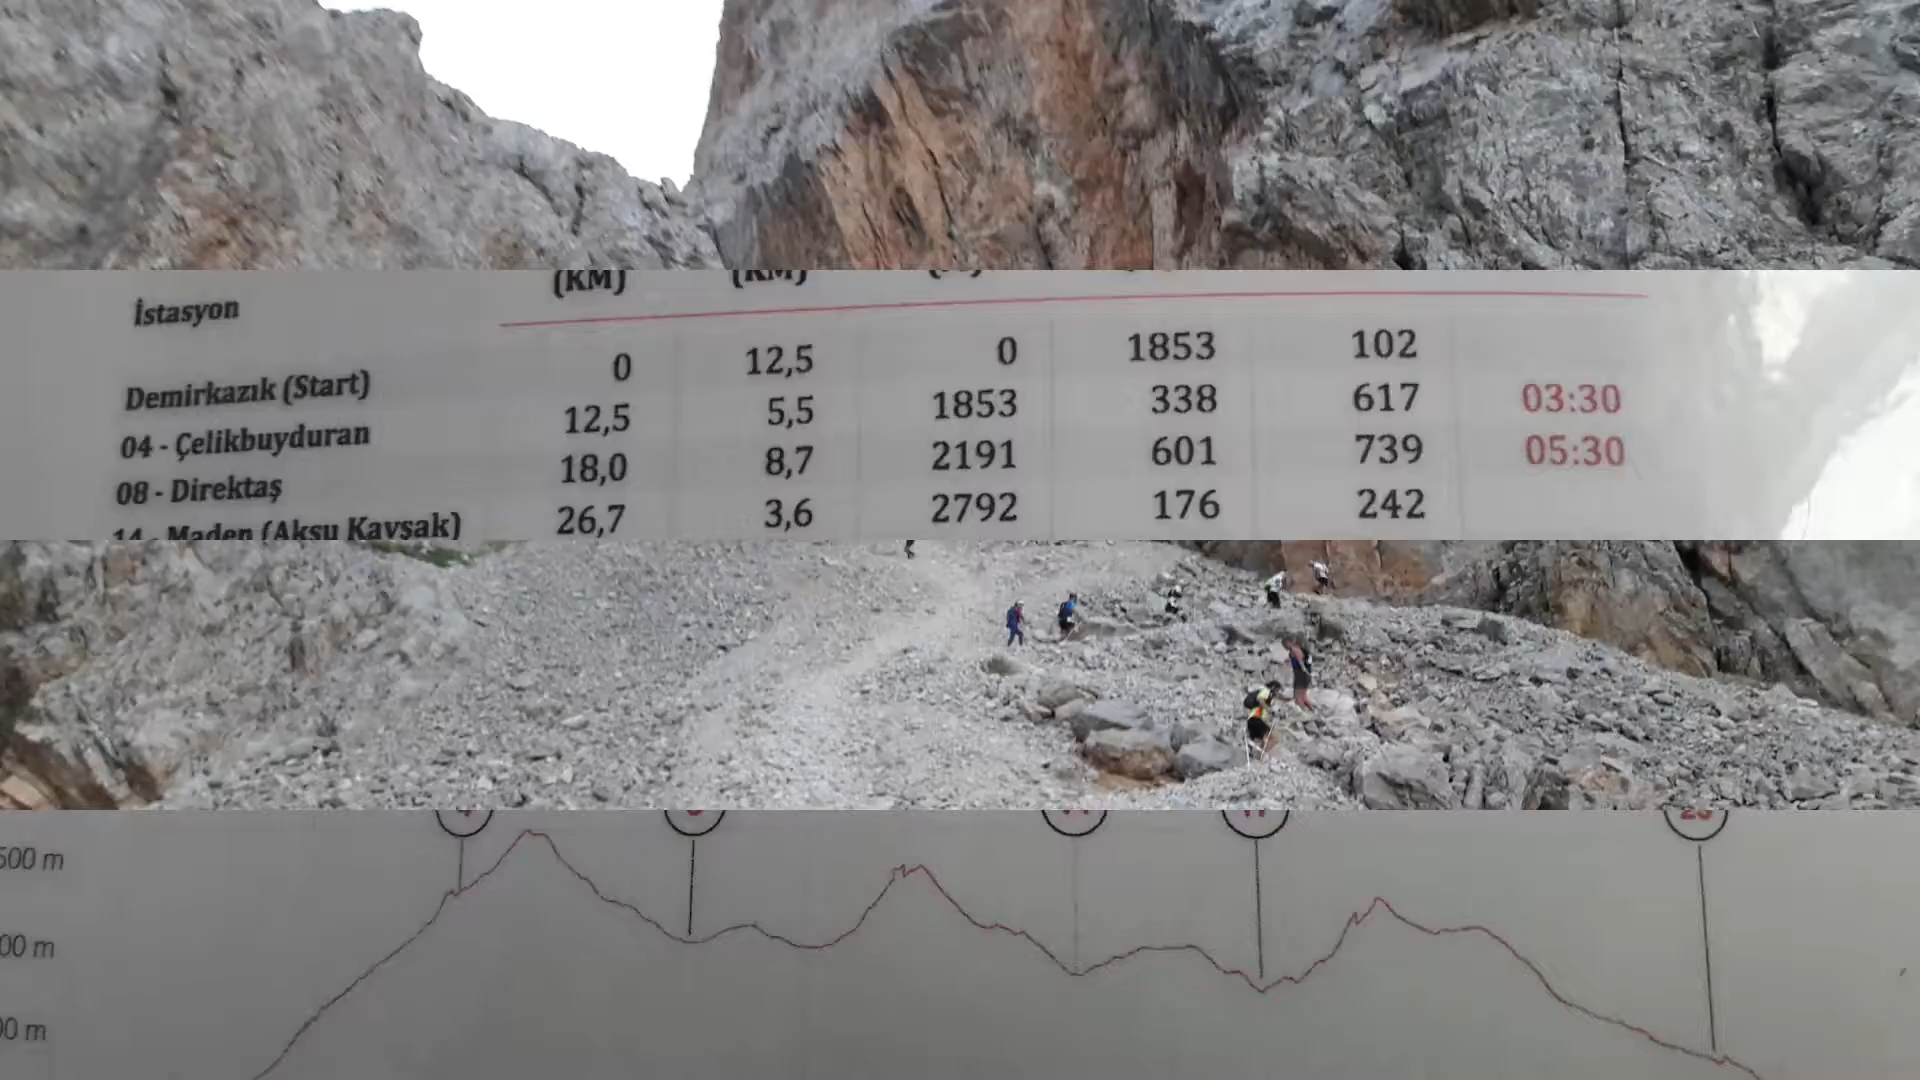 (KM) (KM)
İstasyon
Demirkazık (Start) 0 12,5 0 1853 102
04 - Çelikbuyduran 12,5 5,5 1853 338 617 03:30
08 - Direktaş 18,0 8,7 2191 601 739 05:30
14 - Maden (Aksu Kavşak) 26,7 3,6 2792 176 242
500 m
00 m
00 m